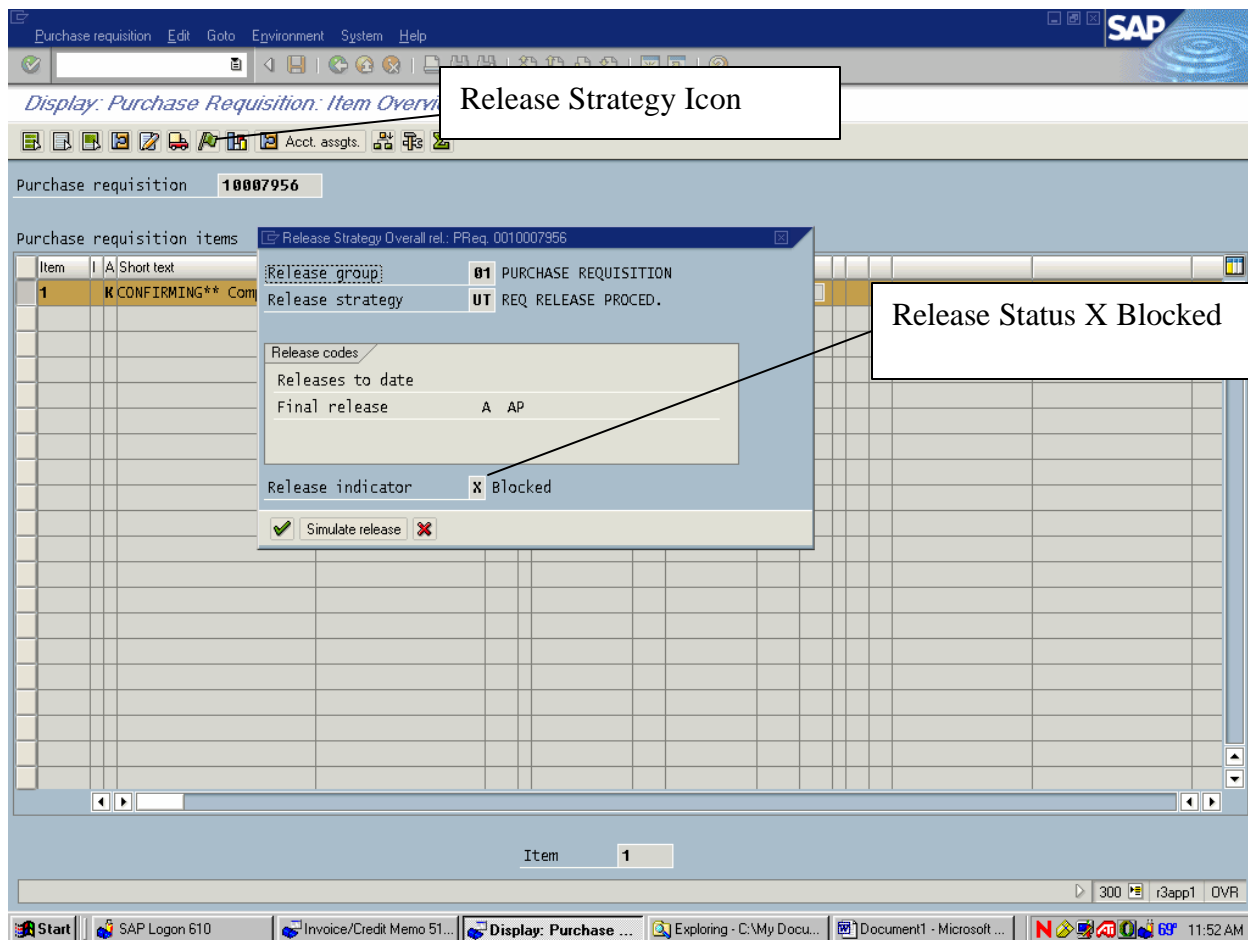 Purchase requisition Edit Goto Environment System Help
SAP
Release Strategy Icon
Display: Purchase Requisition: Item Overvi
Acct. assgts.
Purchase requisition 10007956
Purchase requisition items
Release Strategy Overall rel.: PReq. 0010007956
Item I A Short text
1 K CONFIRMING** Com
Release group 01 PURCHASE REQUISITION
Release strategy UT REQ RELEASE PROCED.
Release Status X Blocked
Release codes
Releases to date
Final release A AP
Release indicator X Blocked
Simulate release
Item 1
300 r3app1 OVR
Start SAP Logon 610 Invoice/Credit Memo 51... Display: Purchase ... Exploring - C:\My Docu... Document1 - Microsoft ... N 69° 11:52 AM